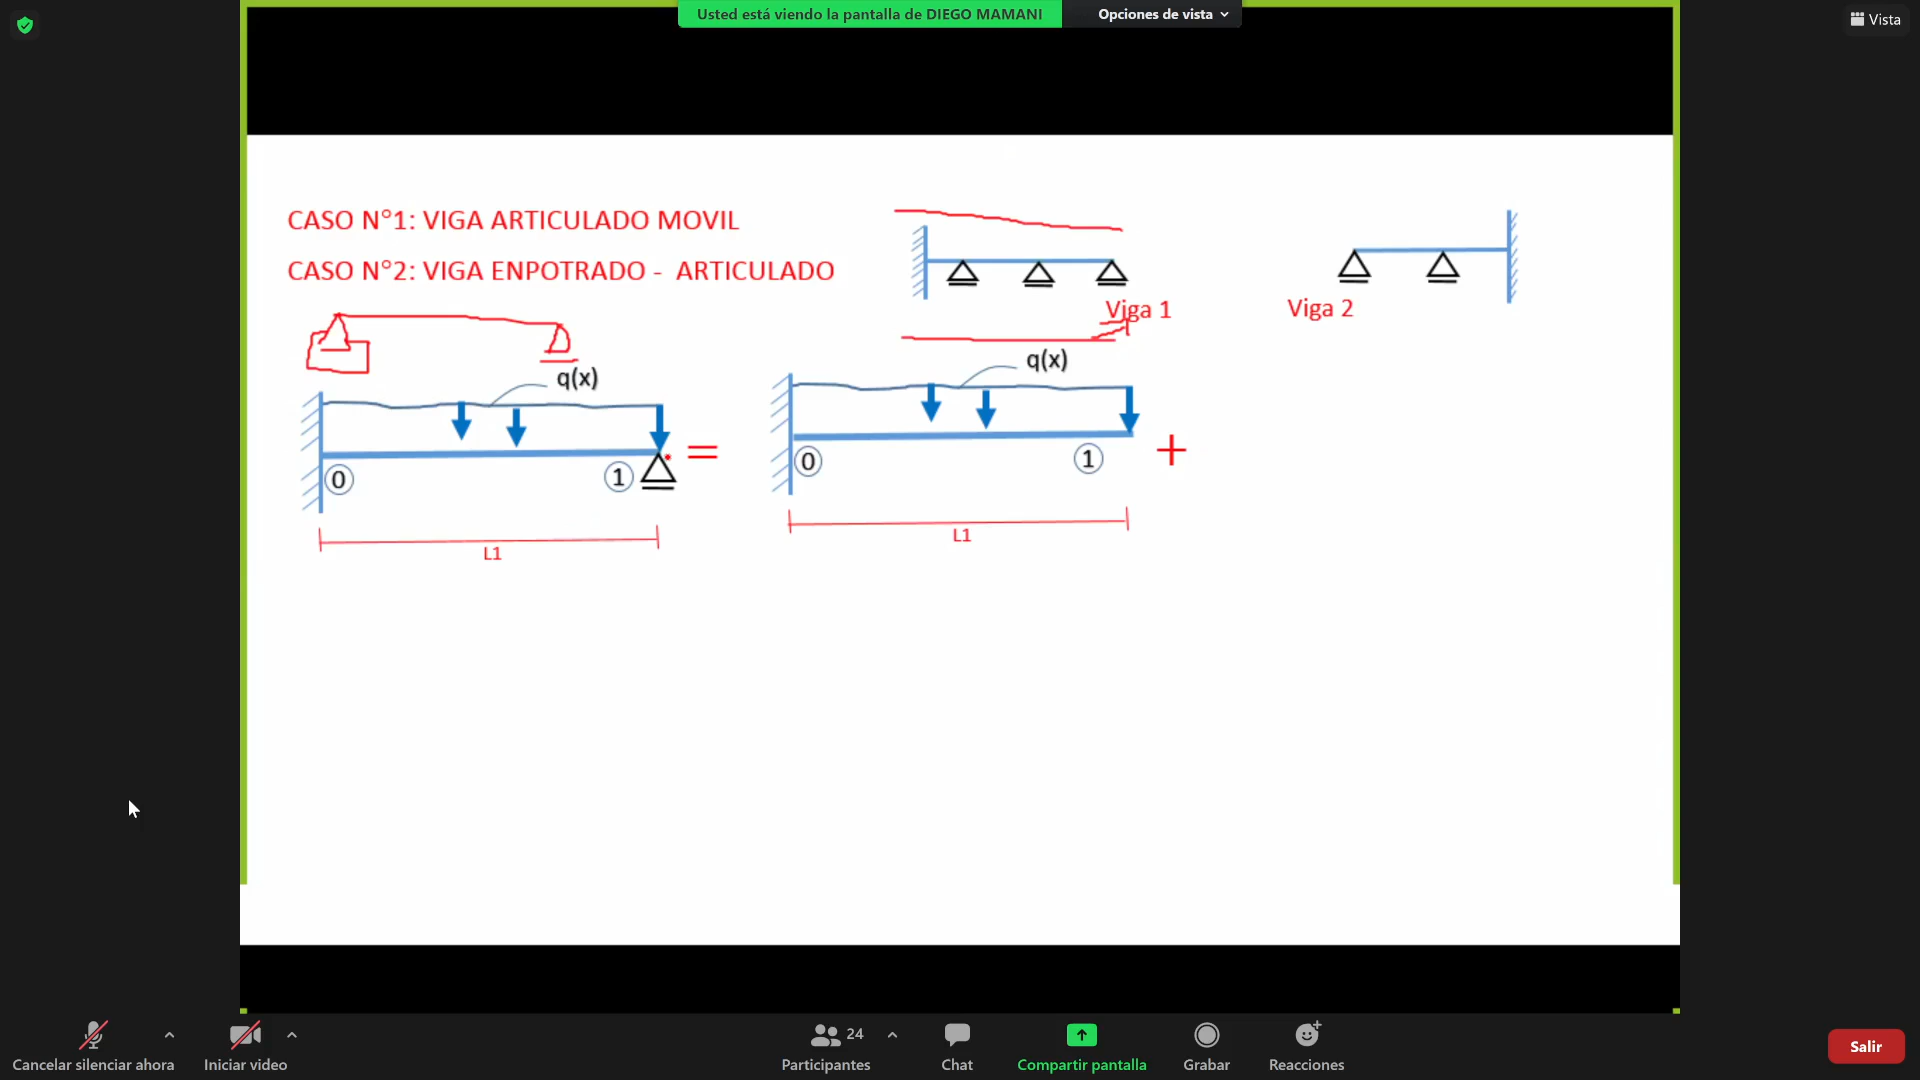 Usted está viendo la pantalla de DIEGO MAMANI
Opciones de vista
Vista
CASO N°1: VIGA ARTICULADO MOVIL
CASO N°2: VIGA ENPOTRADO - ARTICULADO
Viga 1
Viga 2
q(x)
0
1
=
L1
q(x)
0
1
+
L1
Cancelar silenciar ahora
Iniciar video
24
Participantes
Chat
Compartir pantalla
Grabar
Reacciones
Salir